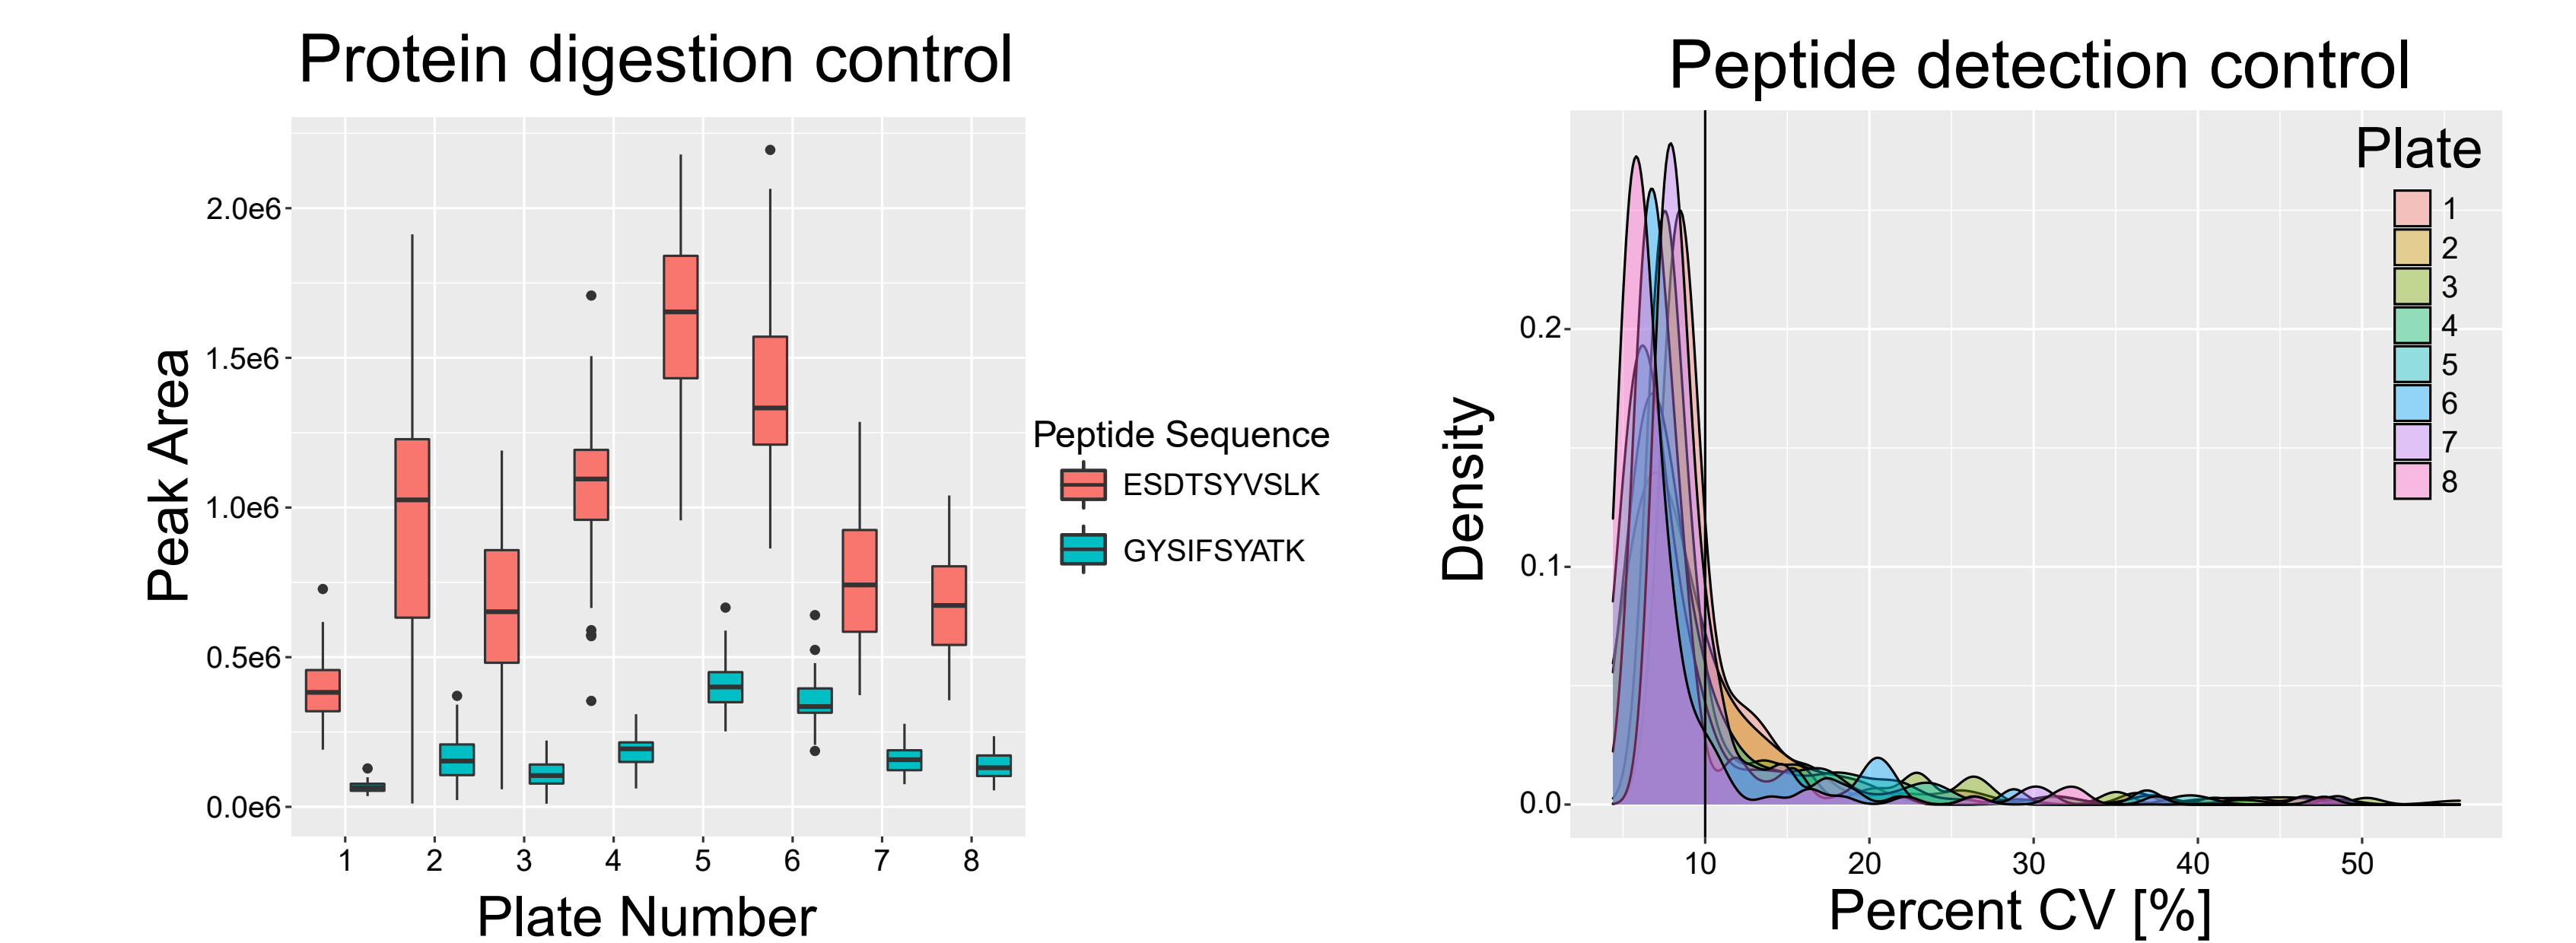 Protein digestion control
Peak Area
2.0e6
1.5e6
1.0e6
0.5e6
0.0e6
1 2 3 4 5 6 7 8
Plate Number
Peptide Sequence
ESDTSYVSLK
GYSIFSYATK
Peptide detection control
Density
0.2
0.1
0.0
10 20 30 40 50
Percent CV [%]
Plate
1
2
3
4
5
6
7
8